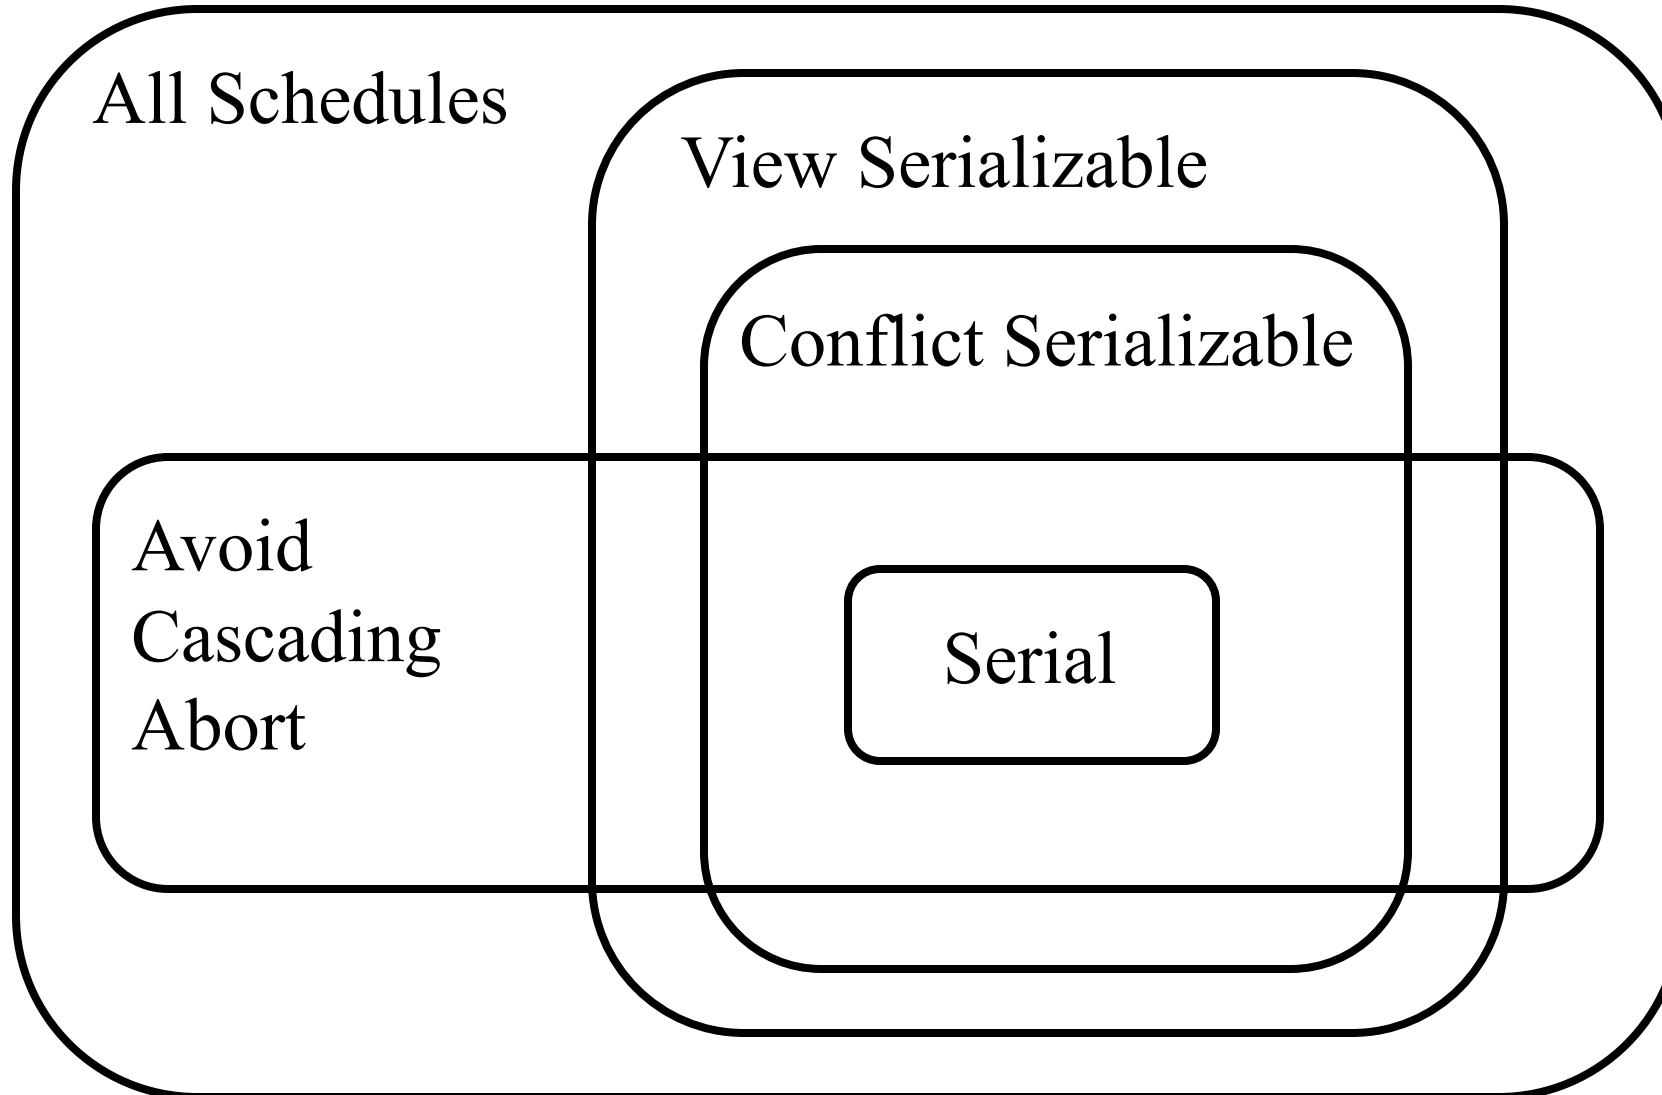 All Schedules
View Serializable
Conflict Serializable
Avoid
Cascading
Abort
Serial